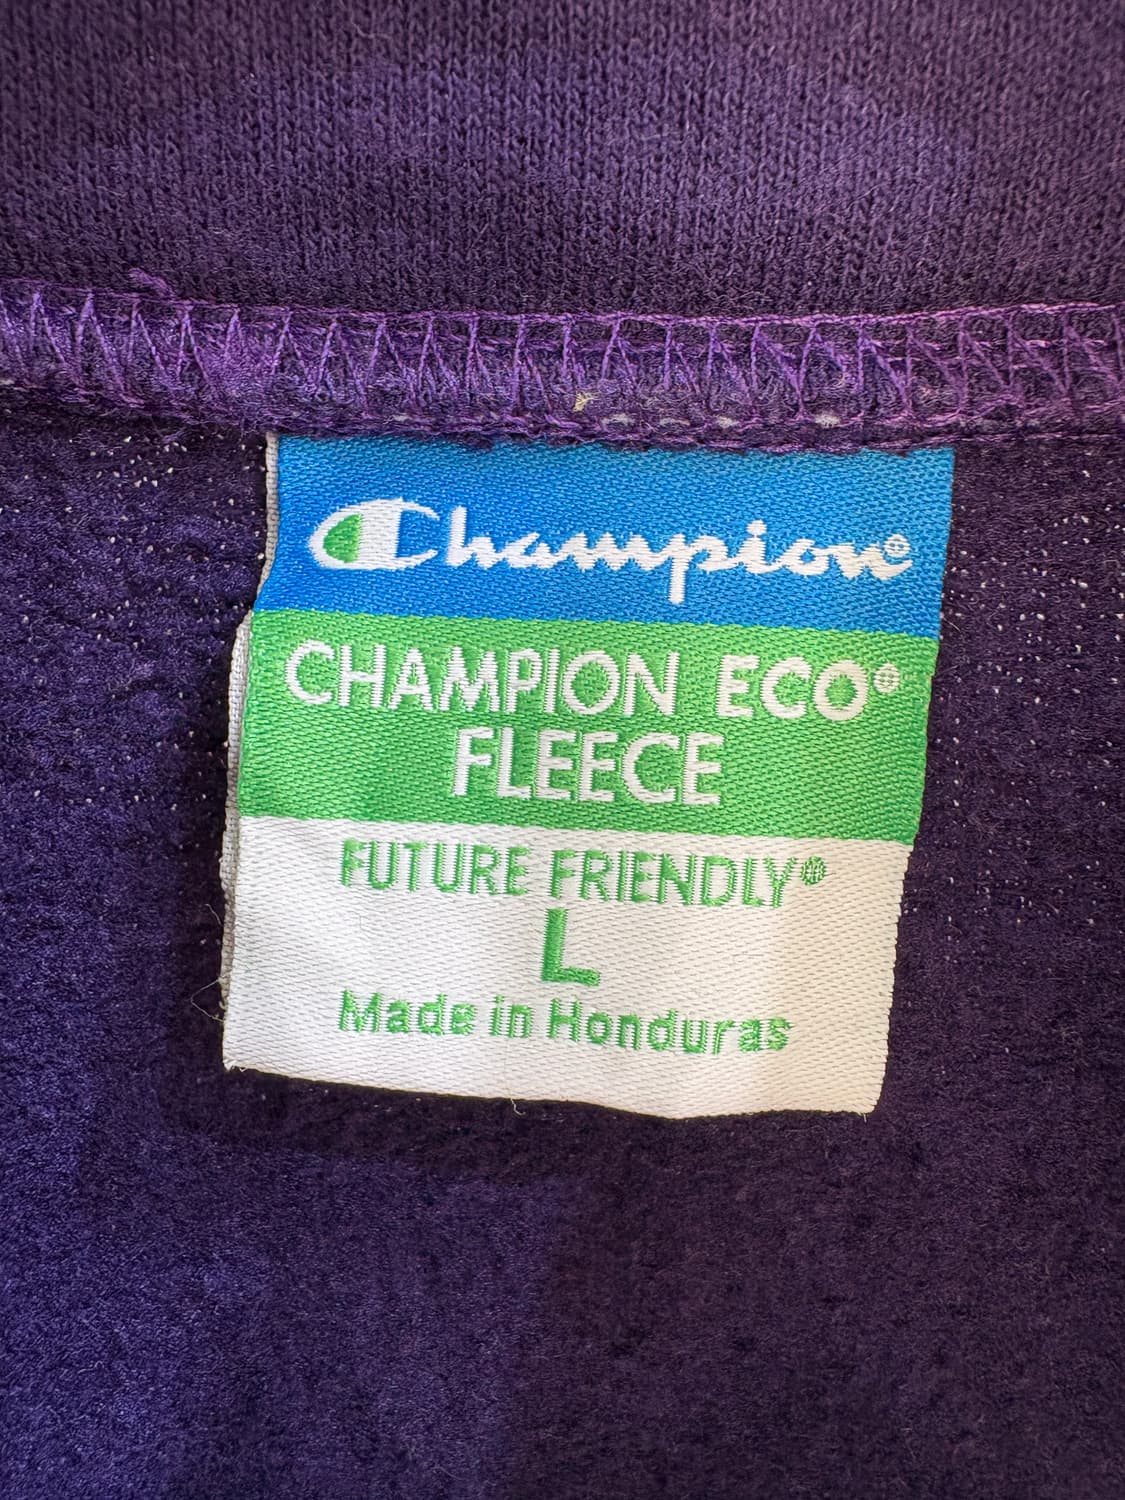 Champion®
CHAMPION ECO®
FLEECE
FUTURE FRIENDLY®
L
Made in Honduras